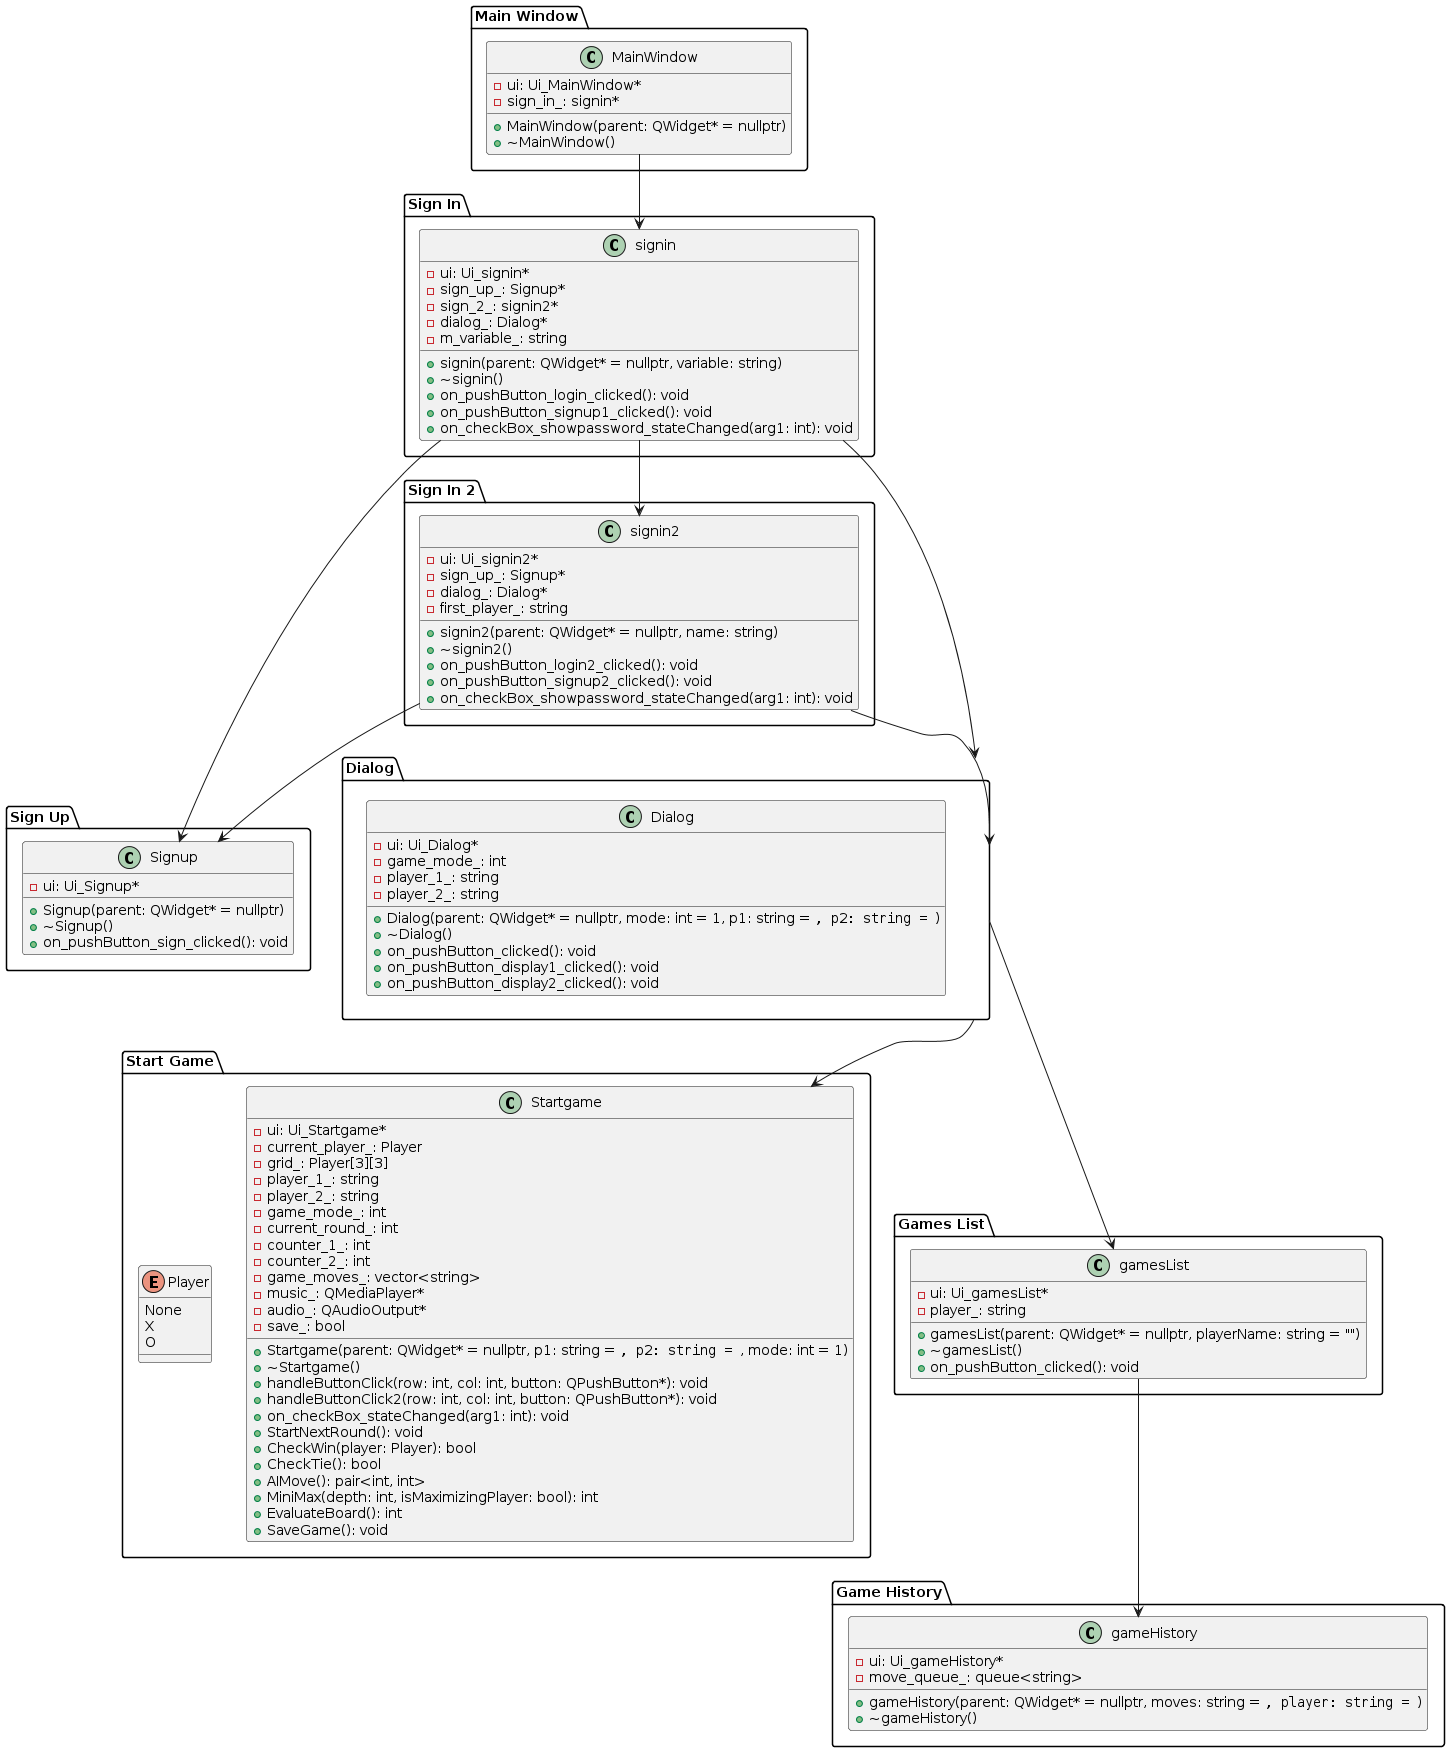 Main Window
C MainWindow
ui: Ui_MainWindow*
sign_in_: signin*
MainWindow(parent: QWidget* = nullptr)
~MainWindow()
Sign In
C signin
ui: Ui_signin*
sign_up_: Signup*
sign_2_: signin2*
dialog_: Dialog*
m_variable_: string
signin(parent: QWidget* = nullptr, variable: string)
~signin()
on_pushButton_login_clicked(): void
on_pushButton_signup1_clicked(): void
on_checkBox_showpassword_stateChanged(arg1: int): void
Sign In 2
C signin2
ui: Ui_signin2*
sign_up_: Signup*
dialog_: Dialog*
first_player_: string
signin2(parent: QWidget* = nullptr, name: string)
~signin2()
on_pushButton_login2_clicked(): void
on_pushButton_signup2_clicked(): void
on_checkBox_showpassword_stateChanged(arg1: int): void
Sign Up
C Signup
ui: Ui_Signup*
Signup(parent: QWidget* = nullptr)
~Signup()
on_pushButton_sign_clicked(): void
Dialog
C Dialog
ui: Ui_Dialog*
game_mode_: int
player_1_: string
player_2_: string
Dialog(parent: QWidget* = nullptr, mode: int = 1, p1: string = , p2: string = )
~Dialog()
on_pushButton_clicked(): void
on_pushButton_display1_clicked(): void
on_pushButton_display2_clicked(): void
Start Game
E Player
None
X
O
C Startgame
ui: Ui_Startgame*
current_player_: Player
grid_: Player[3][3]
player_1_: string
player_2_: string
game_mode_: int
current_round_: int
counter_1_: int
counter_2_: int
game_moves_: vector<string>
music_: QMediaPlayer*
audio_: QAudioOutput*
save_: bool
Startgame(parent: QWidget* = nullptr, p1: string = , p2: string = , mode: int = 1)
~Startgame()
handleButtonClick(row: int, col: int, button: QPushButton*): void
handleButtonClick2(row: int, col: int, button: QPushButton*): void
on_checkBox_stateChanged(arg1: int): void
StartNextRound(): void
CheckWin(player: Player): bool
CheckTie(): bool
AIMove(): pair<int, int>
MiniMax(depth: int, isMaximizingPlayer: bool): int
EvaluateBoard(): int
SaveGame(): void
Games List
C gamesList
ui: Ui_gamesList*
player_: string
gamesList(parent: QWidget* = nullptr, playerName: string = "")
~gamesList()
on_pushButton_clicked(): void
Game History
C gameHistory
ui: Ui_gameHistory*
move_queue_: queue<string>
gameHistory(parent: QWidget* = nullptr, moves: string = , player: string = )
~gameHistory()